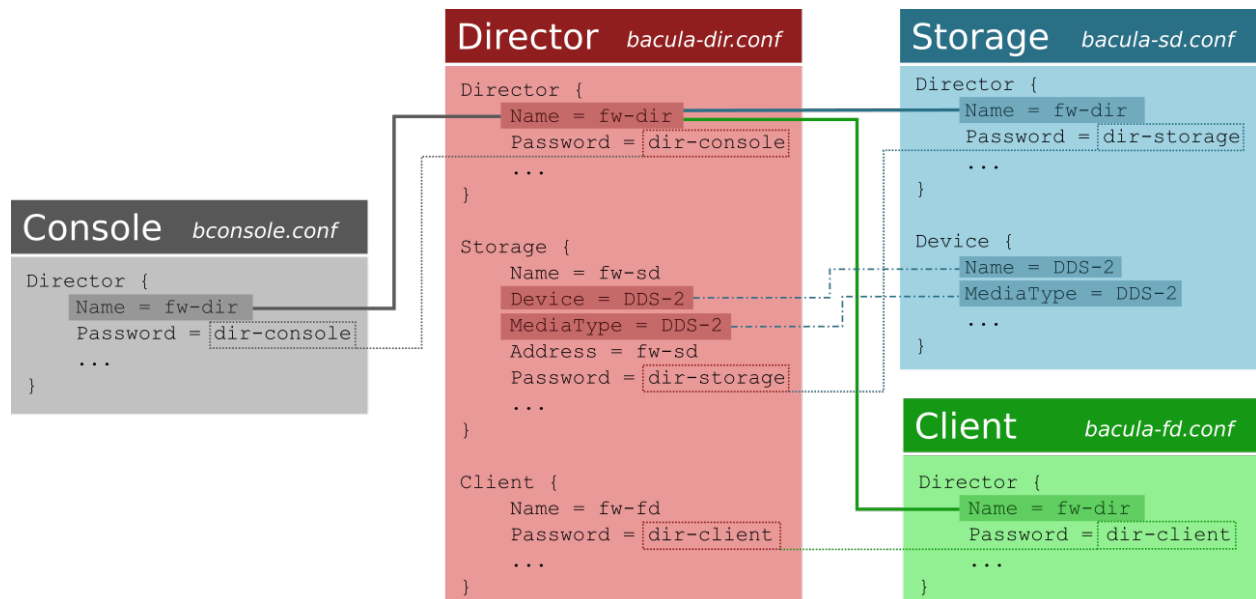 Console bconsole.conf
Director {
Name = fw-dir
Password = dir-console
...
}
Director bacula-dir.conf
Director {
Name = fw-dir
Password = dir-console
...
}
Storage {
Name = fw-sd
Device = DDS-2
MediaType = DDS-2
Address = fw-sd
Password = dir-storage
...
}
Client {
Name = fw-fd
Password = dir-client
...
}
Storage bacula-sd.conf
Director {
Name = fw-dir
Password = dir-storage
...
}
Device {
Name = DDS-2
MediaType = DDS-2
...
}
Client bacula-fd.conf
Director {
Name = fw-dir
Password = dir-client
...
}